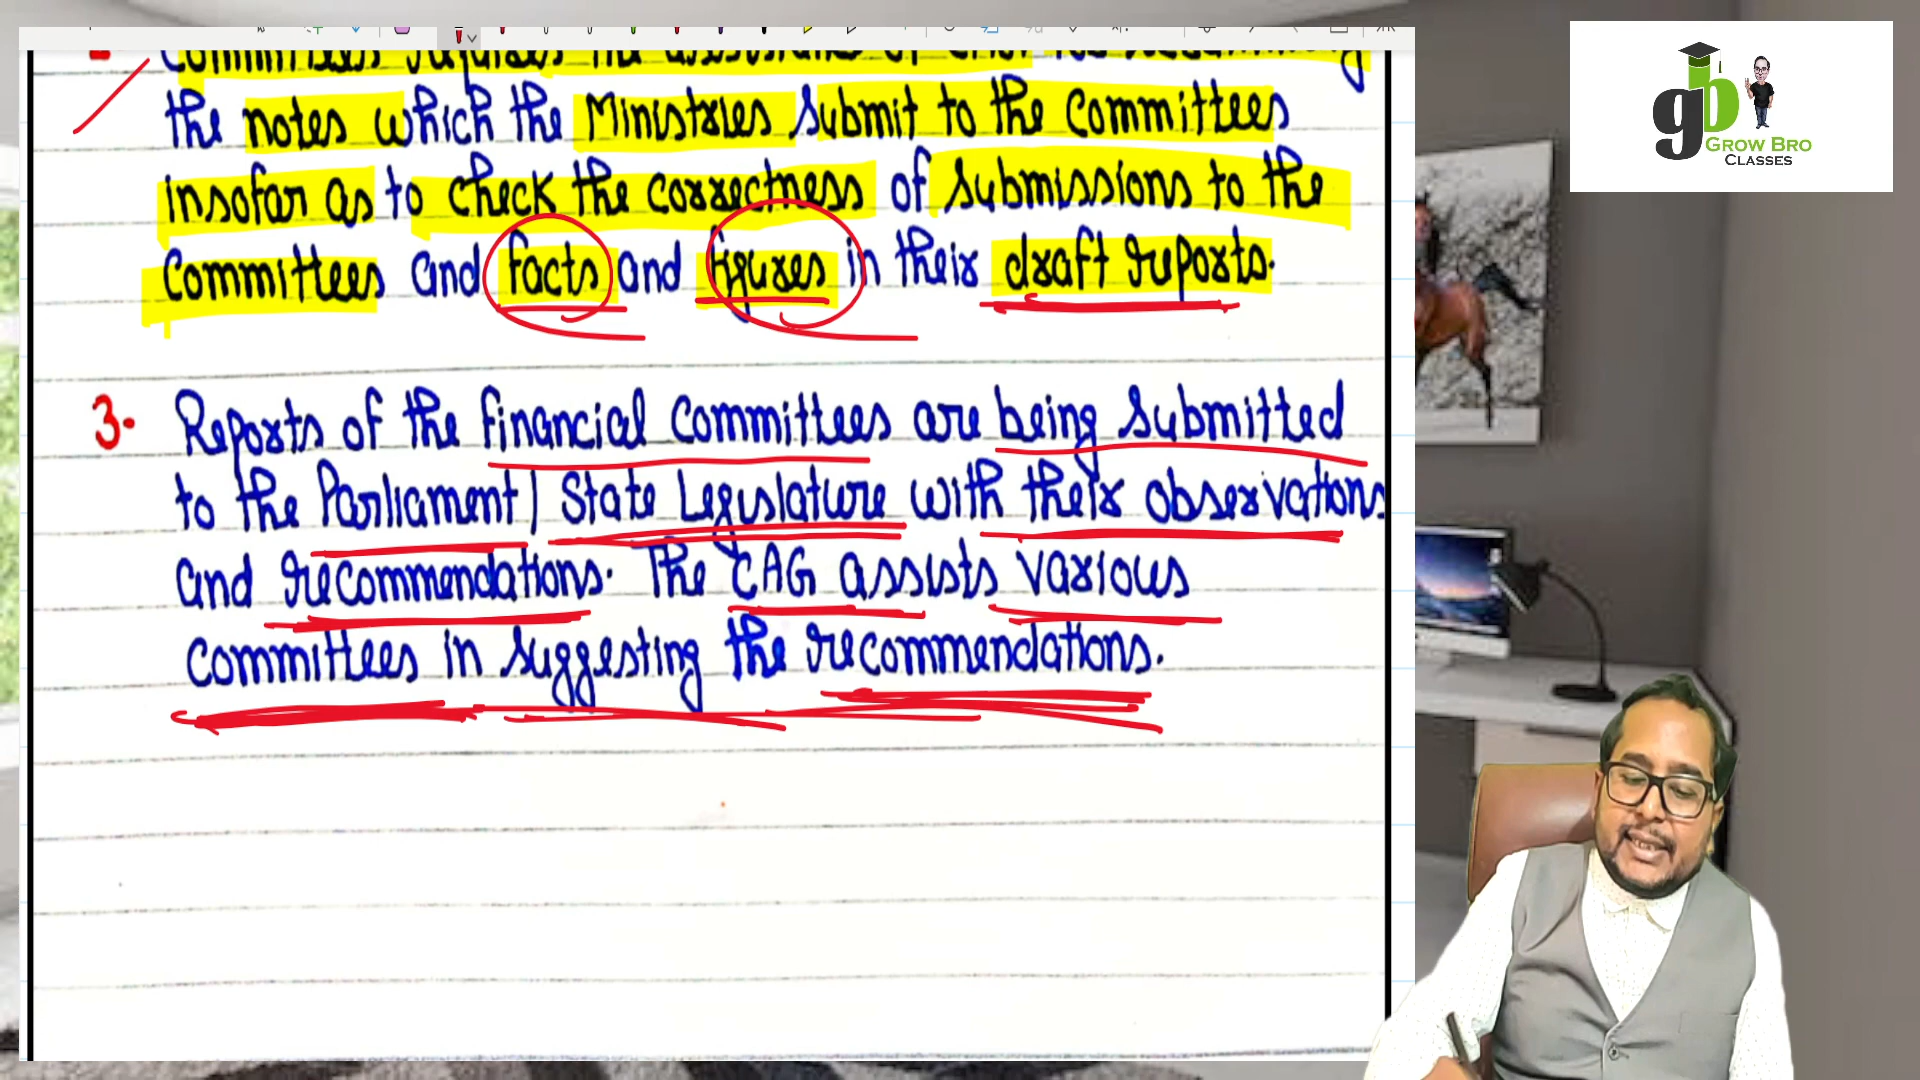 the notes which the Ministries submit to the committees
insofar as to check the correctness of submissions to the
committees and facts and figures in their draft reports.
3. Reports of the financial committees are being submitted
to the Parliament / State Legislature with their observations
and recommendations. The CAG assists various
committees in suggesting the recommendations.
gb
GROW BRO
CLASSES